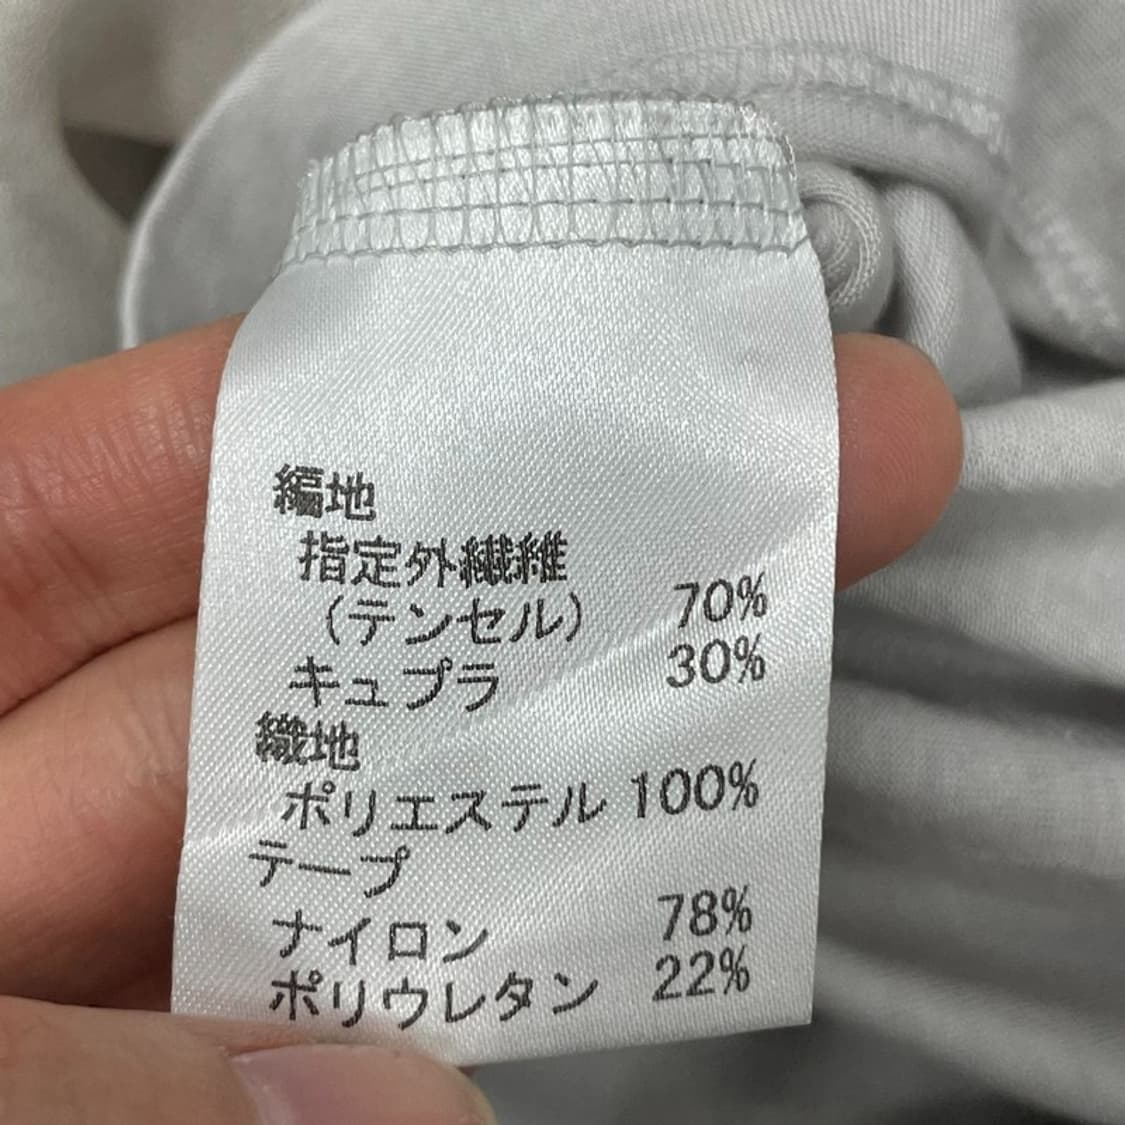 編地
指定外繊維
(テンセル) 70%
キュプラ 30%
織地
ポリエステル 100%
テープ
ナイロン 78%
ポリウレタン 22%